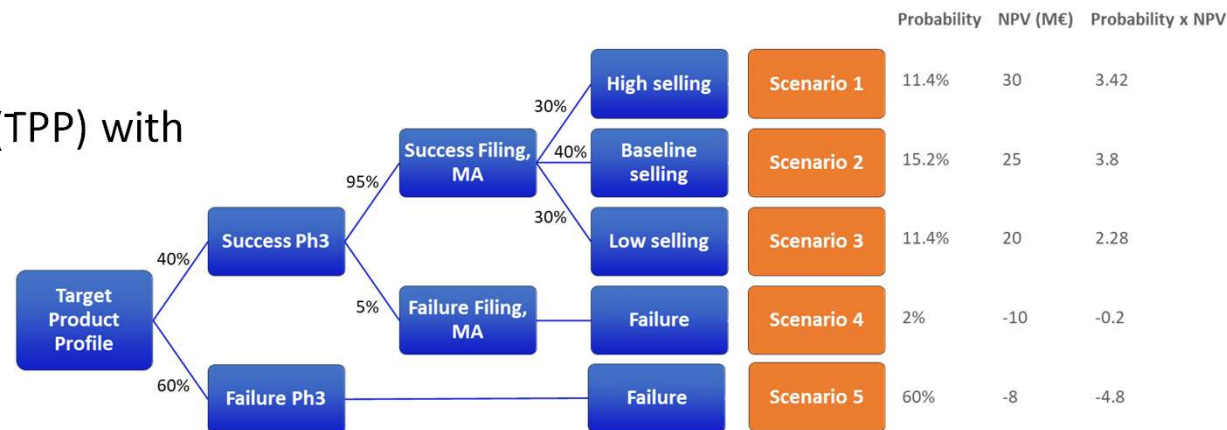 Probability NPV (M€) Probability x NPV
(TPP) with
High selling
Scenario 1
11.4% 30 3.42
30%
Success Filing,
MA
40%
Baseline
selling
Scenario 2
15.2% 25 3.8
95%
30%
Success Ph3
Low selling
Scenario 3
11.4% 20 2.28
40%
Target
Product
Profile
5%
Failure Filing,
MA
Failure
Scenario 4
2% -10 -0.2
60%
Failure Ph3
Failure
Scenario 5
60% -8 -4.8